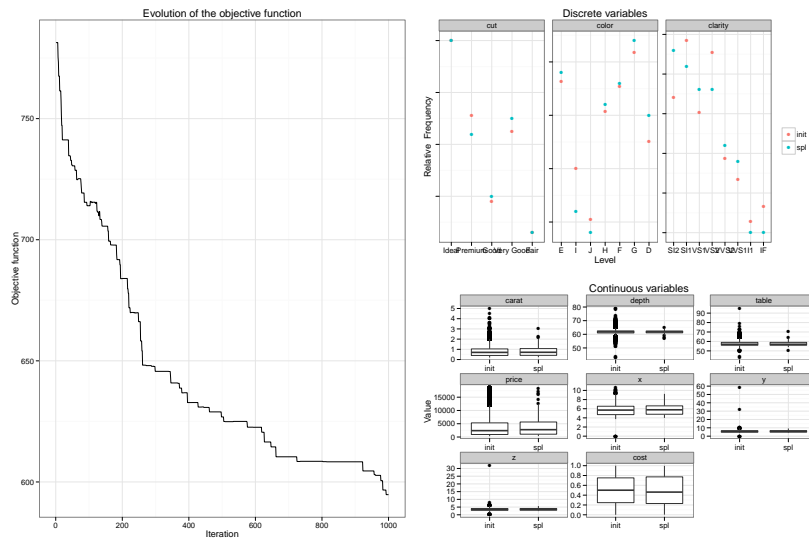 Evolution of the objective function
750
700
650
600
0
200
400
600
800
1000
Iteration
Objective function
Discrete variables
cut
color
clarity
Relative Frequency
Ideal
Premium
Good
Very Good
Fair
E
I
J
H
F
G
D
SI2
SI1
VS1
VS2
VVS2
VVS1
I1
IF
Level
init
spl
Continuous variables
carat
depth
table
5
4
3
2
1
0
80
70
60
50
90
80
70
60
50
init
spl
init
spl
init
spl
price
x
y
15000
10000
5000
0
10
8
6
4
2
0
60
50
40
30
20
10
0
init
spl
init
spl
init
spl
Value
z
cost
30
25
20
15
10
5
0
1.0
0.8
0.6
0.4
0.2
0.0
init
spl
init
spl